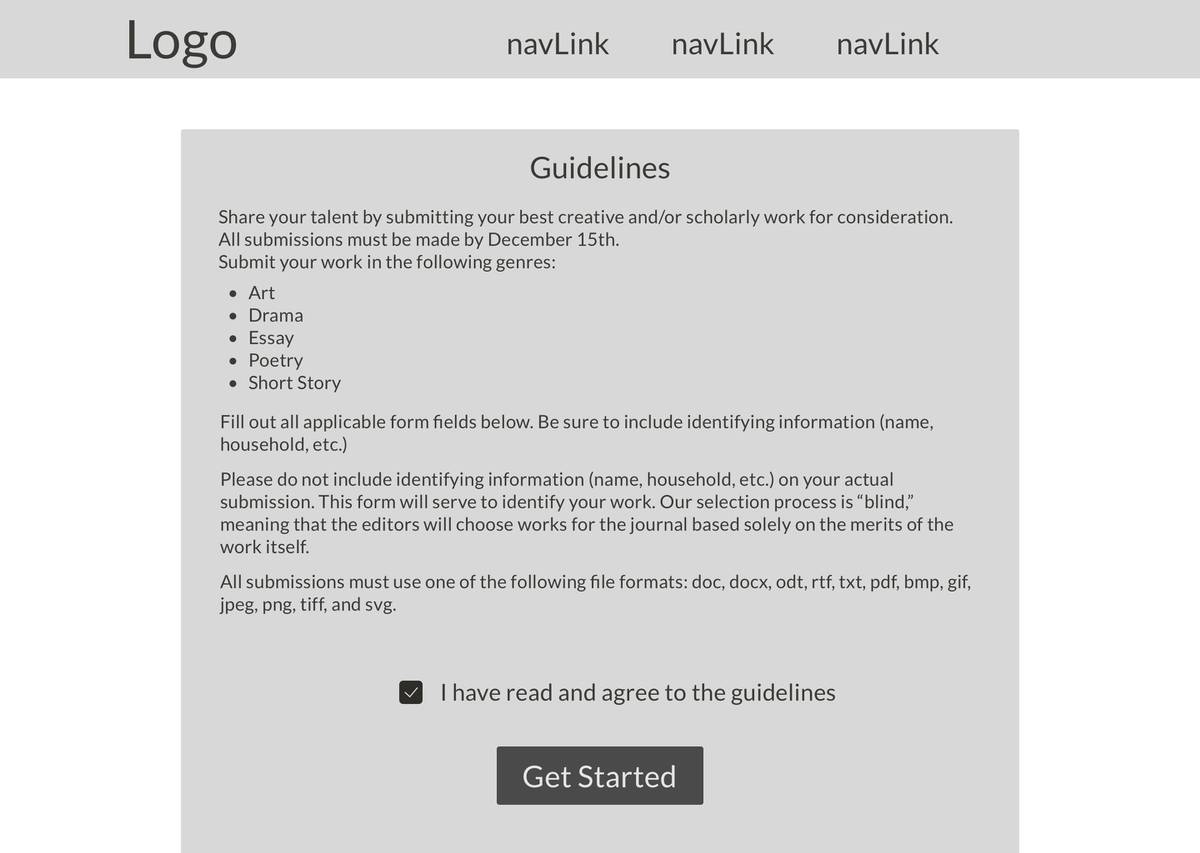 Logo
navLink navLink navLink
Guidelines
Share your talent by submitting your best creative and/or scholarly work for consideration.
All submissions must be made by December 15th.
Submit your work in the following genres:
• Art
• Drama
• Essay
• Poetry
• Short Story
Fill out all applicable form fields below. Be sure to include identifying information (name,
household, etc.)
Please do not include identifying information (name, household, etc.) on your actual
submission. This form will serve to identify your work. Our selection process is “blind,”
meaning that the editors will choose works for the journal based solely on the merits of the
work itself.
All submissions must use one of the following file formats: doc, docx, odt, rtf, txt, pdf, bmp, gif,
jpeg, png, tiff, and svg.
I have read and agree to the guidelines
Get Started